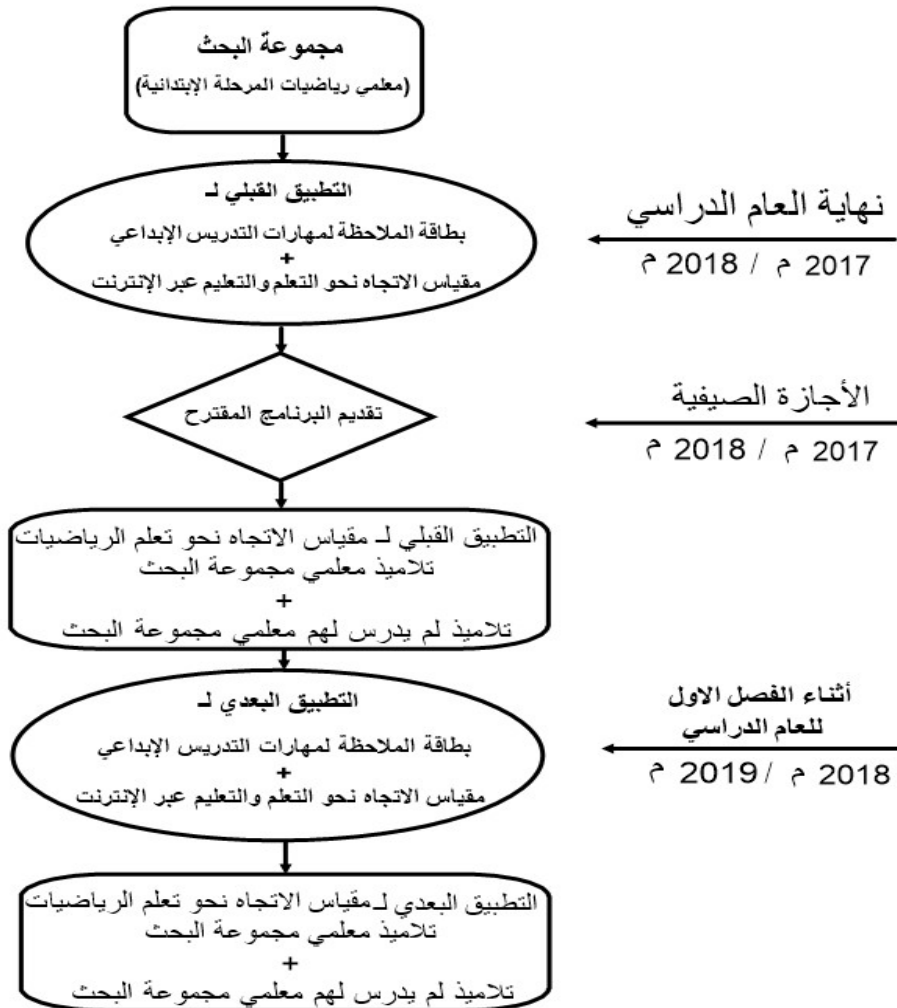 مجموعة البحث
(معلمي رياضيات المرحلة الإبتدانية)
التطبيق القبلي لـ
بطاقة الملاحظة لمهارات التدريس الإبداعي
+
مقياس الاتجاه نحو التعلم والتعليم عبر الإنترنت
نهاية العام الدراسي
2017 م / 2018 م
تقديم البرنامج المقترح
الأجازة الصيفية
2017 م / 2018 م
التطبيق القبلي لـ مقياس الاتجاه نحو تعلم الرياضيات
تلاميذ معلمي مجموعة البحث
+
تلاميذ لم يدرس لهم معلمي مجموعة البحث
التطبيق البعدي لـ
بطاقة الملاحظة لمهارات التدريس الإبداعي
+
مقياس الاتجاه نحو التعلم والتعليم عبر الإنترنت
أثناء الفصل الاول
للعام الدراسي
2018 م / 2019 م
التطبيق البعدي لـ مقياس الاتجاه نحو تعلم الرياضيات
تلاميذ معلمي مجموعة البحث
+
تلاميذ لم يدرس لهم معلمي مجموعة البحث